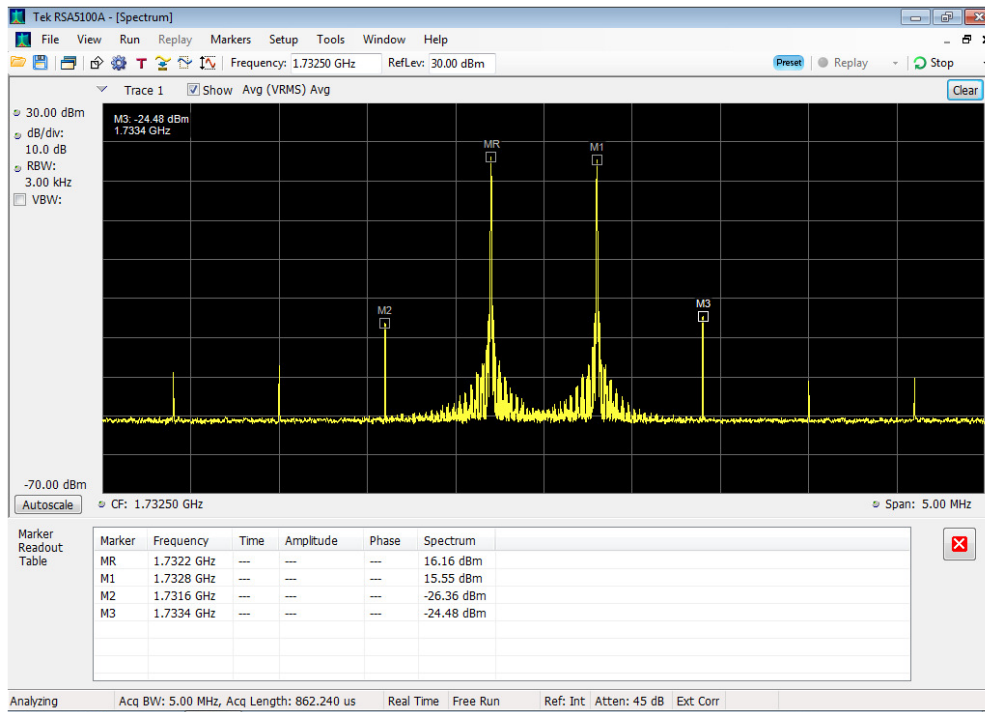 Tek RSA5100A - [Spectrum]
File View Run Replay Markers Setup Tools Window Help
T Frequency: 1.73250 GHz RefLev: 30.00 dBm Preset Replay Stop
Trace 1 Show Avg (VRMS) Avg Clear
30.00 dBm
dB/div:
10.0 dB
RBW:
3.00 kHz
VBW:
M3: -24.48 dBm
1.7334 GHz
MR
M1
M2
M3
-70.00 dBm
Autoscale CF: 1.73250 GHz Span: 5.00 MHz
Marker
Readout
Table
Marker Frequency Time Amplitude Phase Spectrum
MR 1.7322 GHz --- --- --- 16.16 dBm
M1 1.7328 GHz --- --- --- 15.55 dBm
M2 1.7316 GHz --- --- --- -26.36 dBm
M3 1.7334 GHz --- --- --- -24.48 dBm
Analyzing Acq BW: 5.00 MHz, Acq Length: 862.240 us Real Time Free Run Ref: Int Atten: 45 dB Ext Corr